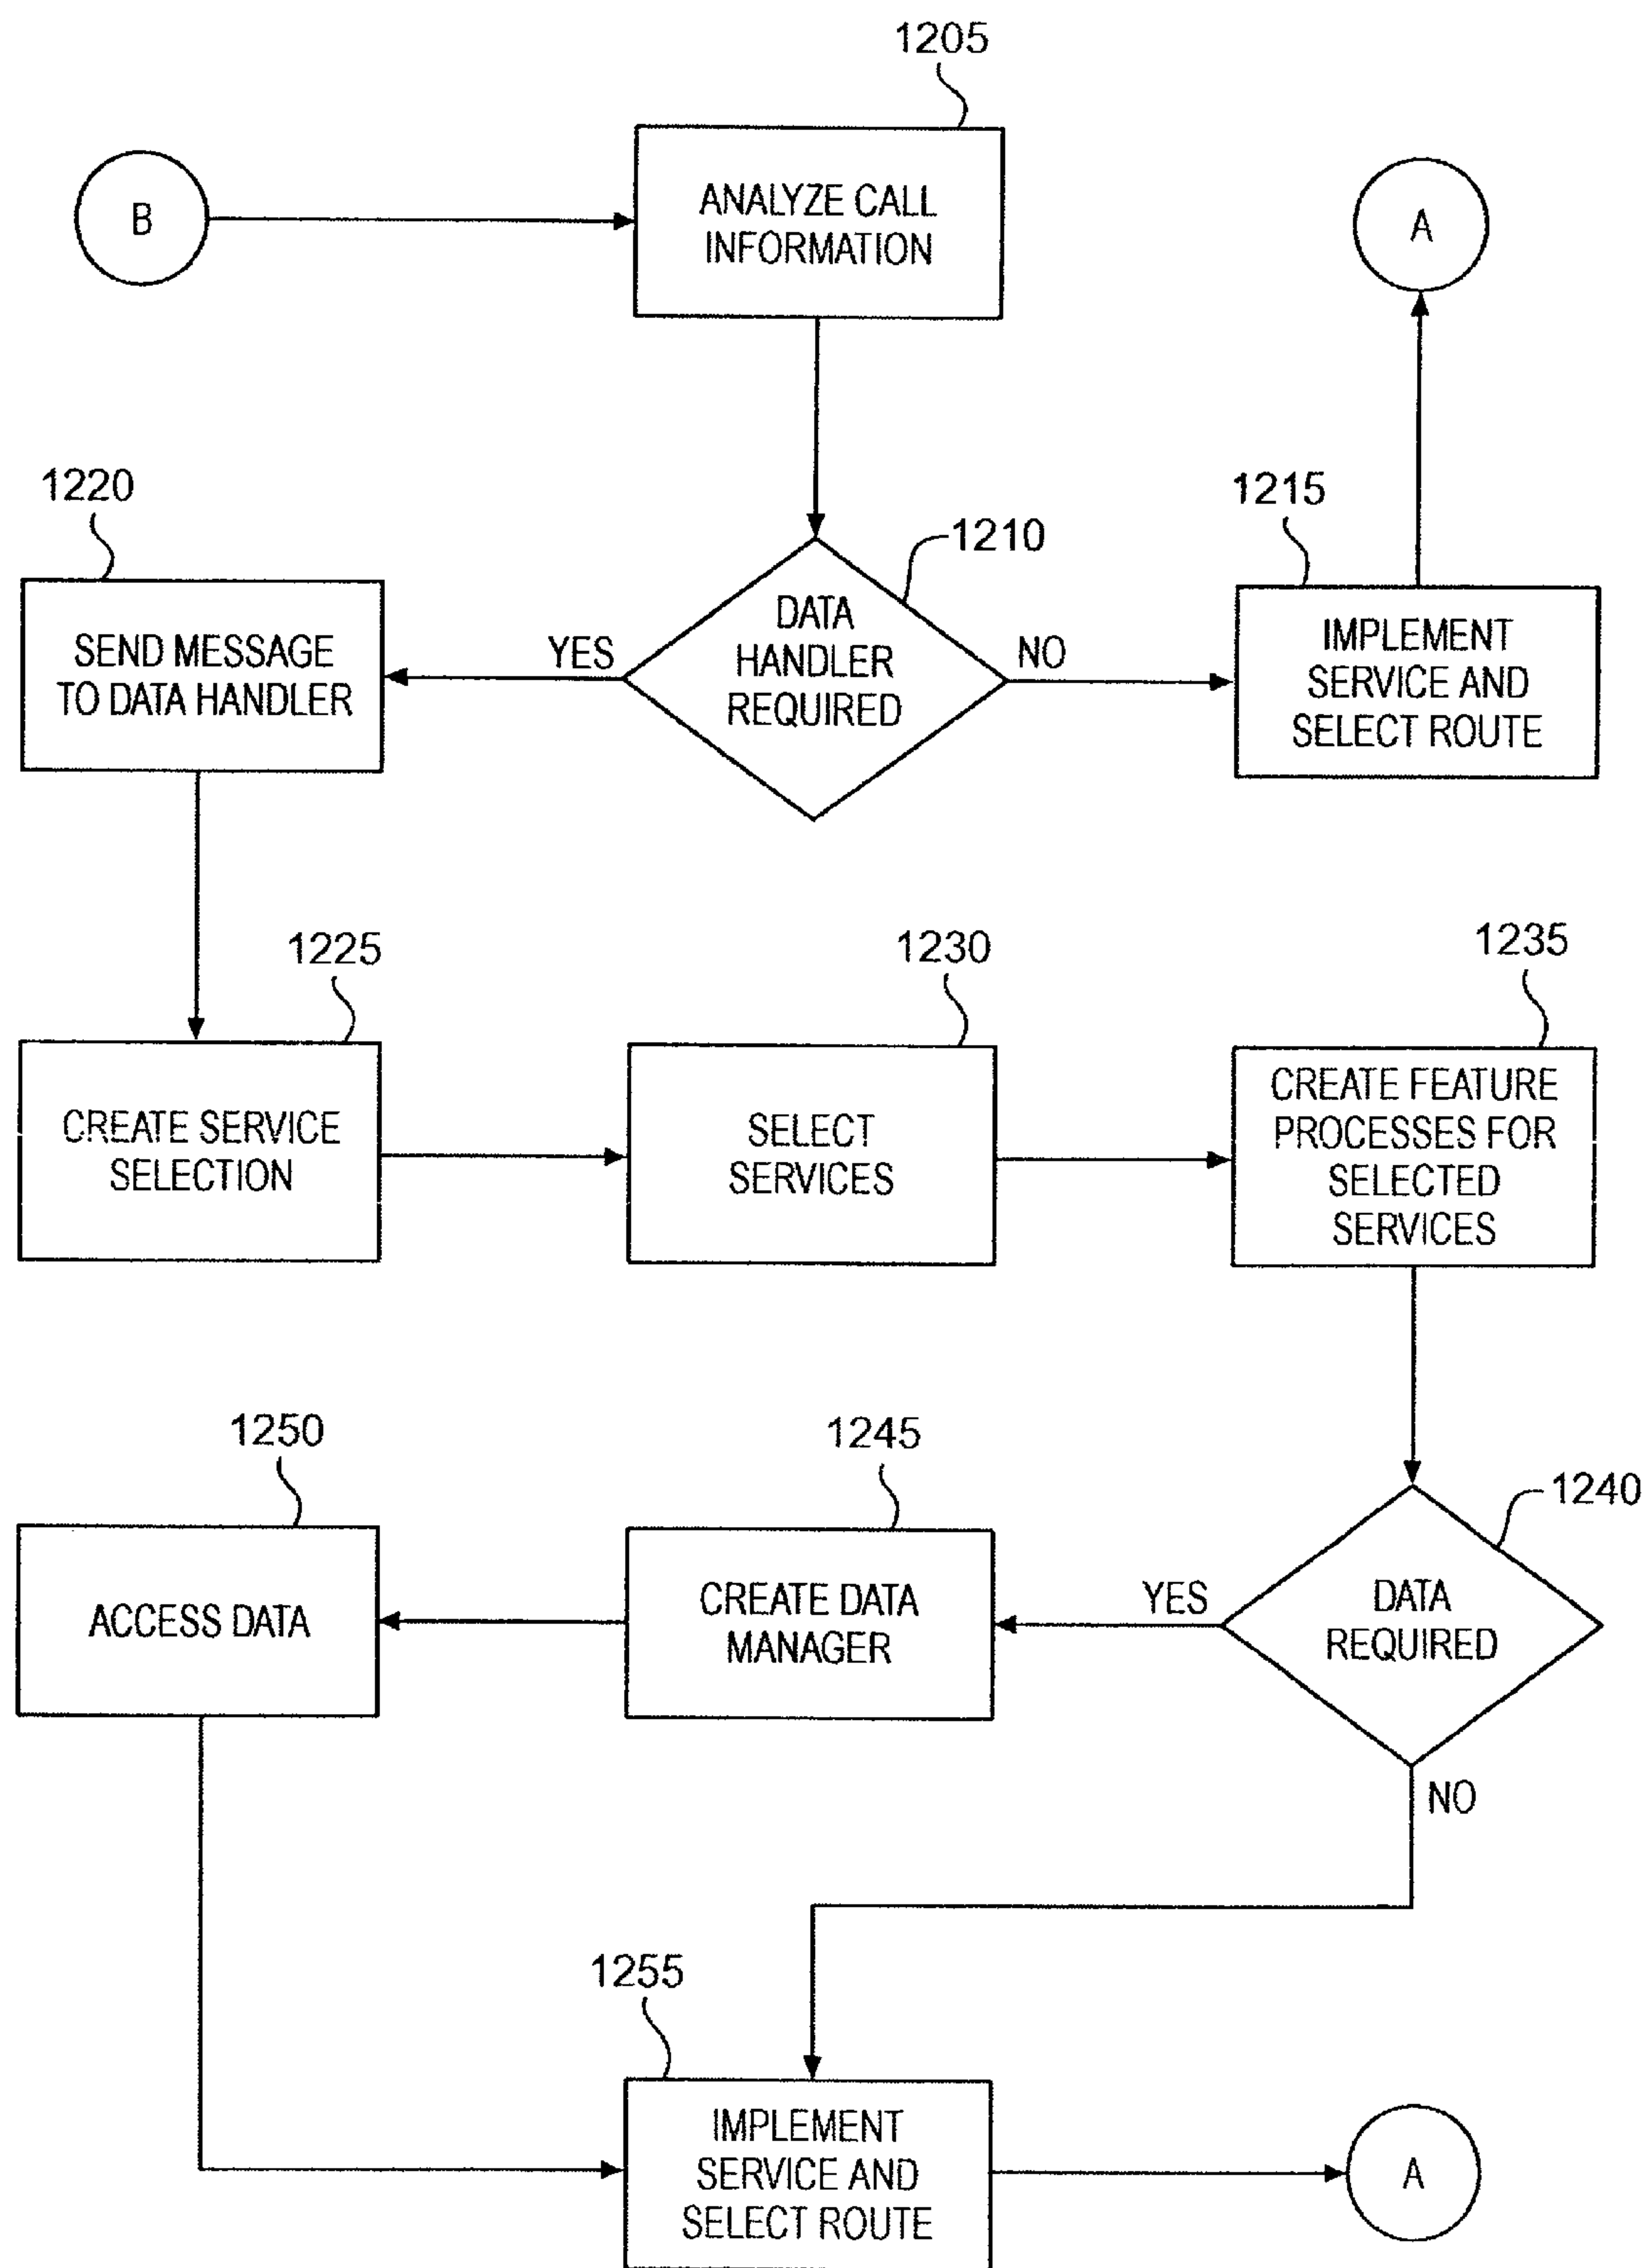 1205
B
ANALYZE CALL
INFORMATION
A
1220
1210
1215
SEND MESSAGE
TO DATA HANDLER
YES
DATA
HANDLER
REQUIRED
NO
IMPLEMENT
SERVICE AND
SELECT ROUTE
1225
1230
1235
CREATE SERVICE
SELECTION
SELECT
SERVICES
CREATE FEATURE
PROCESSES FOR
SELECTED
SERVICES
1250
1245
1240
ACCESS DATA
CREATE DATA
MANAGER
YES
DATA
REQUIRED
NO
1255
IMPLEMENT
SERVICE AND
SELECT ROUTE
A